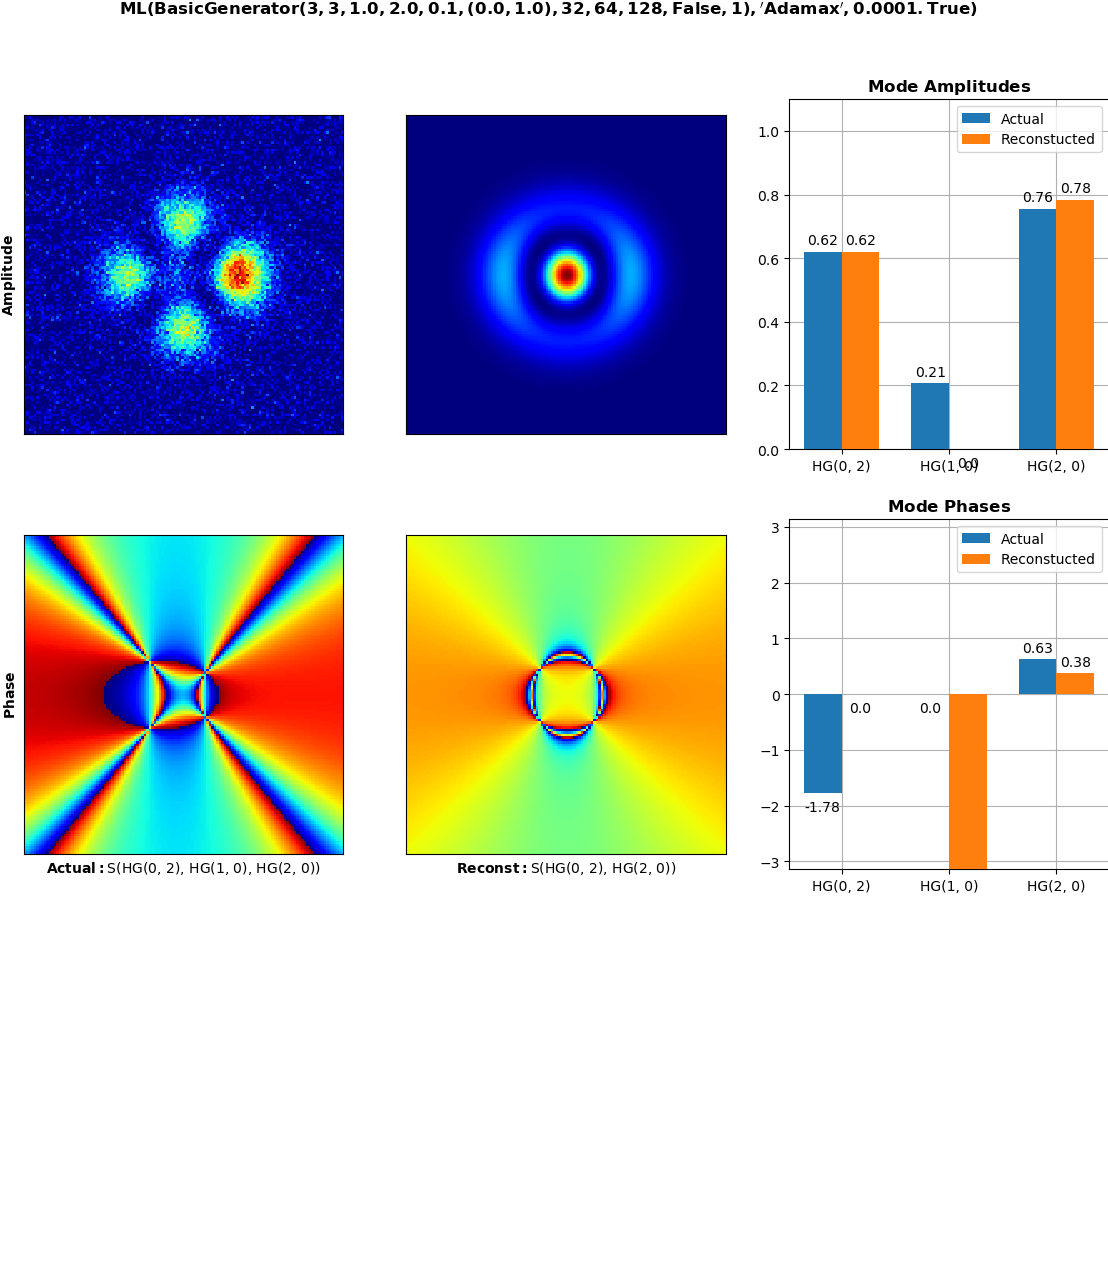 ML(BasicGenerator(3, 3, 1.0, 2.0, 0.1, (0.0, 1.0), 32, 64, 128, False, 1), ′Adamax′, 0.0001. True)
Amplitude
Mode Amplitudes
Actual
Reconstucted
1.0
0.8
0.6
0.4
0.2
0.0
0.62 0.62
0.21
0.0
0.76 0.78
HG(0, 2) HG(1, 0) HG(2, 0)
Phase
Actual: S(HG(0, 2), HG(1, 0), HG(2, 0))
Reconst: S(HG(0, 2), HG(2, 0))
Mode Phases
Actual
Reconstucted
3
2
1
0
−1
−2
−3
-1.78
0.0
0.0
0.63
0.38
HG(0, 2) HG(1, 0) HG(2, 0)